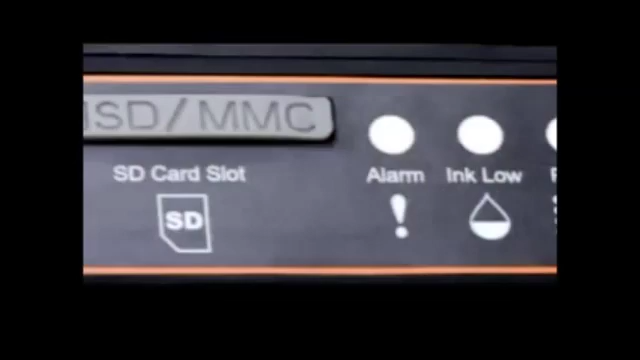 SD/MMC
SD Card Slot
Alarm
Ink Low
SD